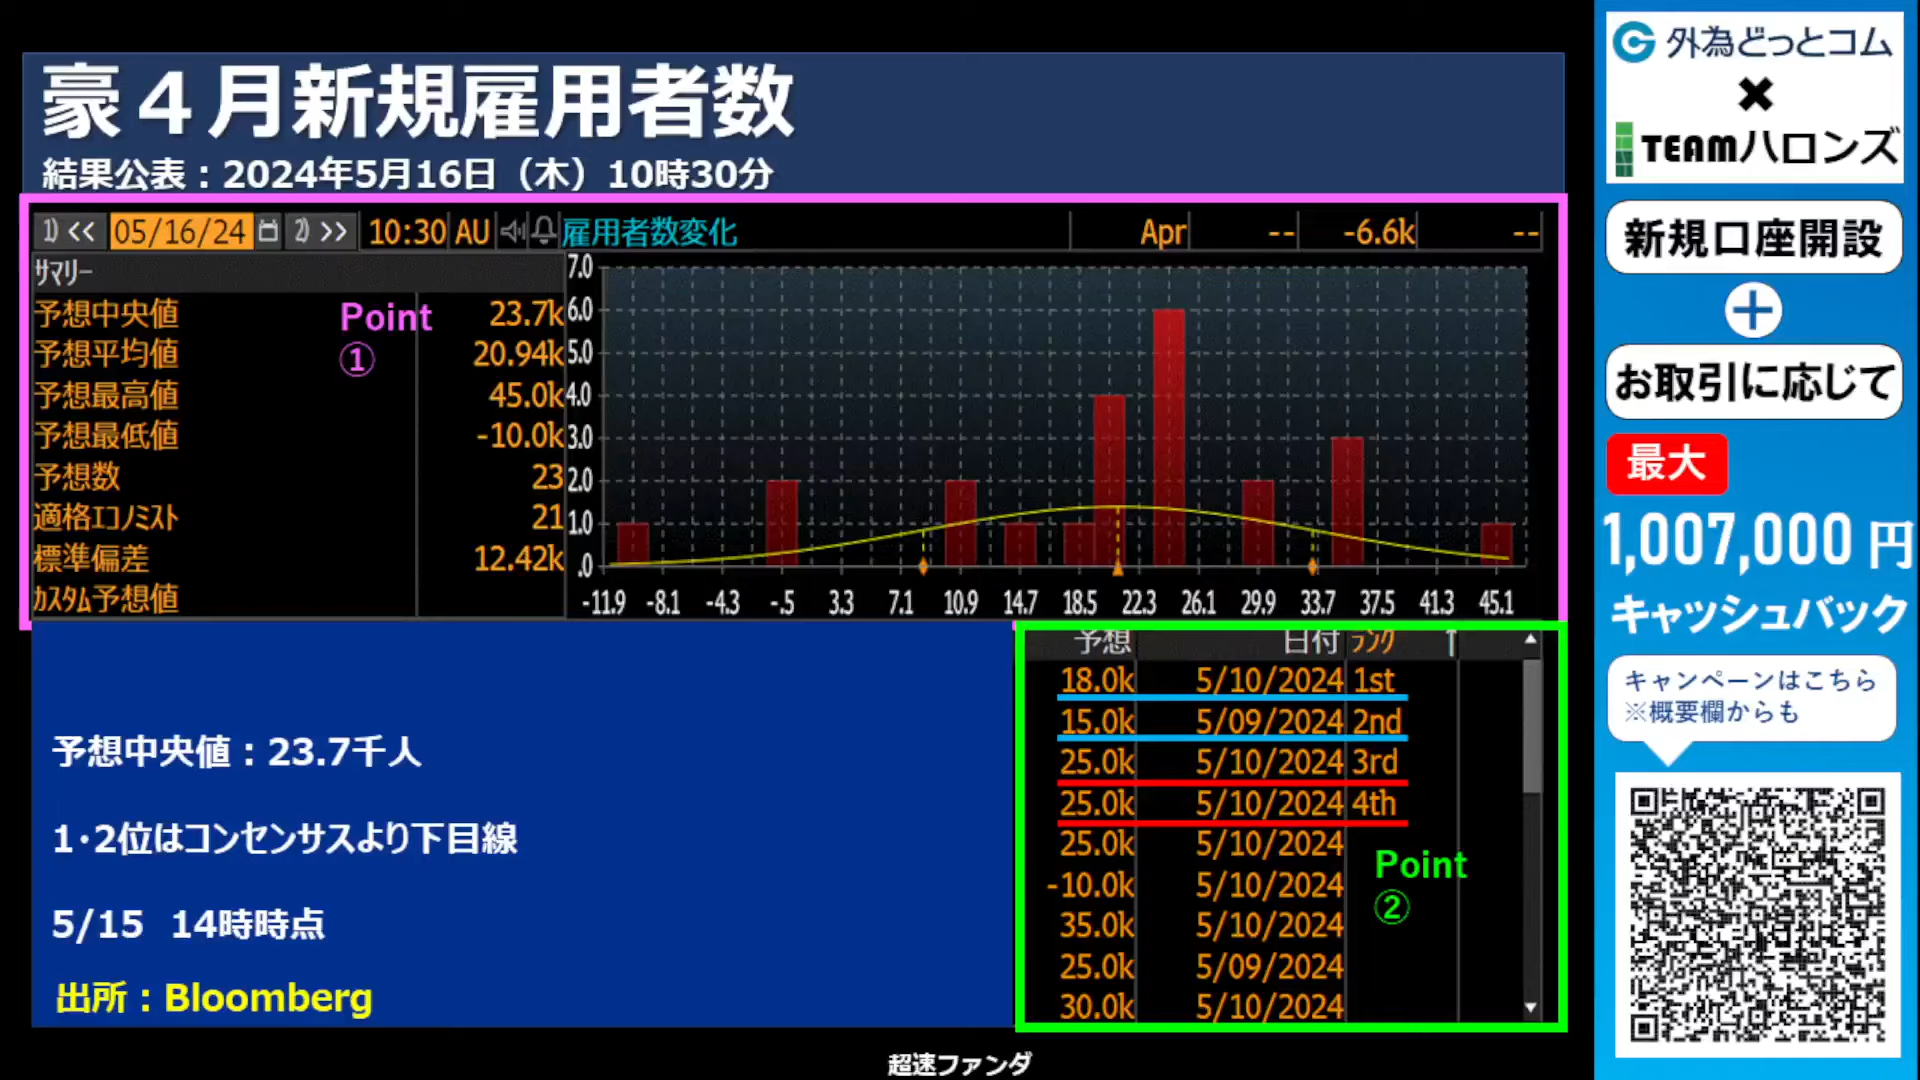 豪４月新規雇用者数
結果公表：2024年5月16日（木）10時30分
1) << 05/16/24 2) >> 10:30 AU 雇用者数変化 Apr -- -6.6k --
ｻﾏﾘｰ
予想中央値 23.7k
予想平均値 20.94k
予想最高値 45.0k
予想最低値 -10.0k
予想数 23
適格ｴｺﾉﾐｽﾄ 21
標準偏差 12.42k
ｶｽﾀﾑ予想値
Point
①
7.0
6.0
5.0
4.0
3.0
2.0
1.0
.0
-11.9 -8.1 -4.3 -.5 3.3 7.1 10.9 14.7 18.5 22.3 26.1 29.9 33.7 37.5 41.3 45.1
予想中央値：23.7千人
1・2位はコンセンサスより下目線
5/15 14時時点
出所：Bloomberg
予想 日付 ﾗﾝｸ ↑
18.0k 5/10/2024 1st
15.0k 5/09/2024 2nd
25.0k 5/10/2024 3rd
25.0k 5/10/2024 4th
25.0k 5/10/2024
-10.0k 5/10/2024
35.0k 5/10/2024
25.0k 5/09/2024
30.0k 5/10/2024
Point
②
超速ファンダ
外為どっとコム
×
TEAMハロンズ
新規口座開設
+
お取引に応じて
最大
1,007,000 円
キャッシュバック
キャンペーンはこちら
※概要欄からも